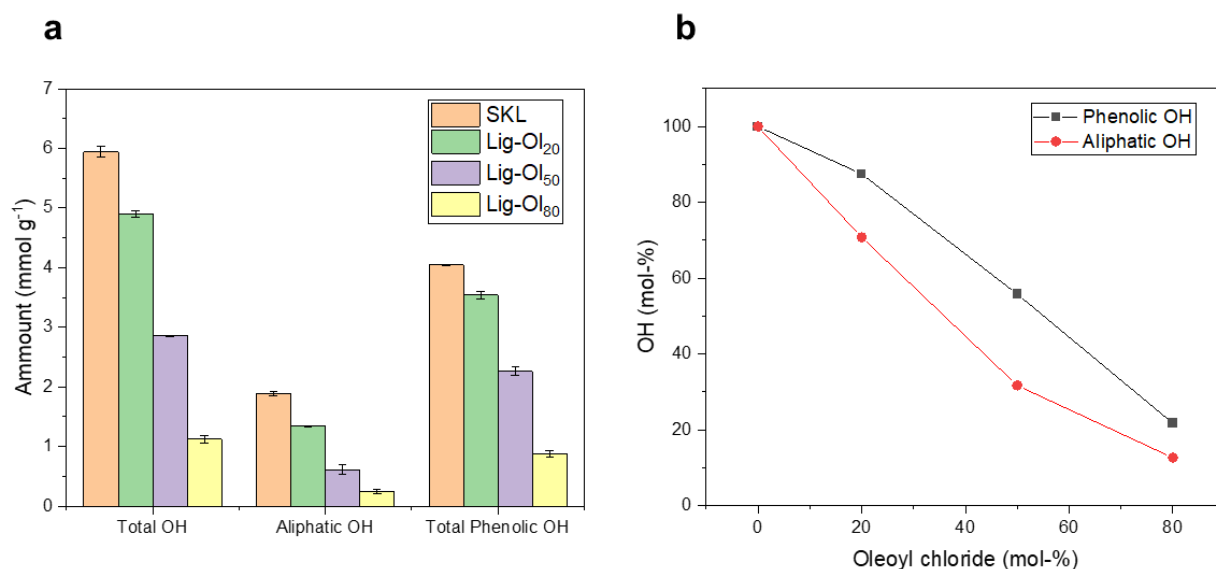 a
b
7
6
5
4
3
2
1
0
Ammount (mmol g⁻¹)
SKL
Lig-Ol₂₀
Lig-Ol₅₀
Lig-Ol₈₀
Total OH
Aliphatic OH
Total Phenolic OH
100
80
60
40
20
0
OH (mol-%)
Phenolic OH
Aliphatic OH
0
20
40
60
80
Oleoyl chloride (mol-%)